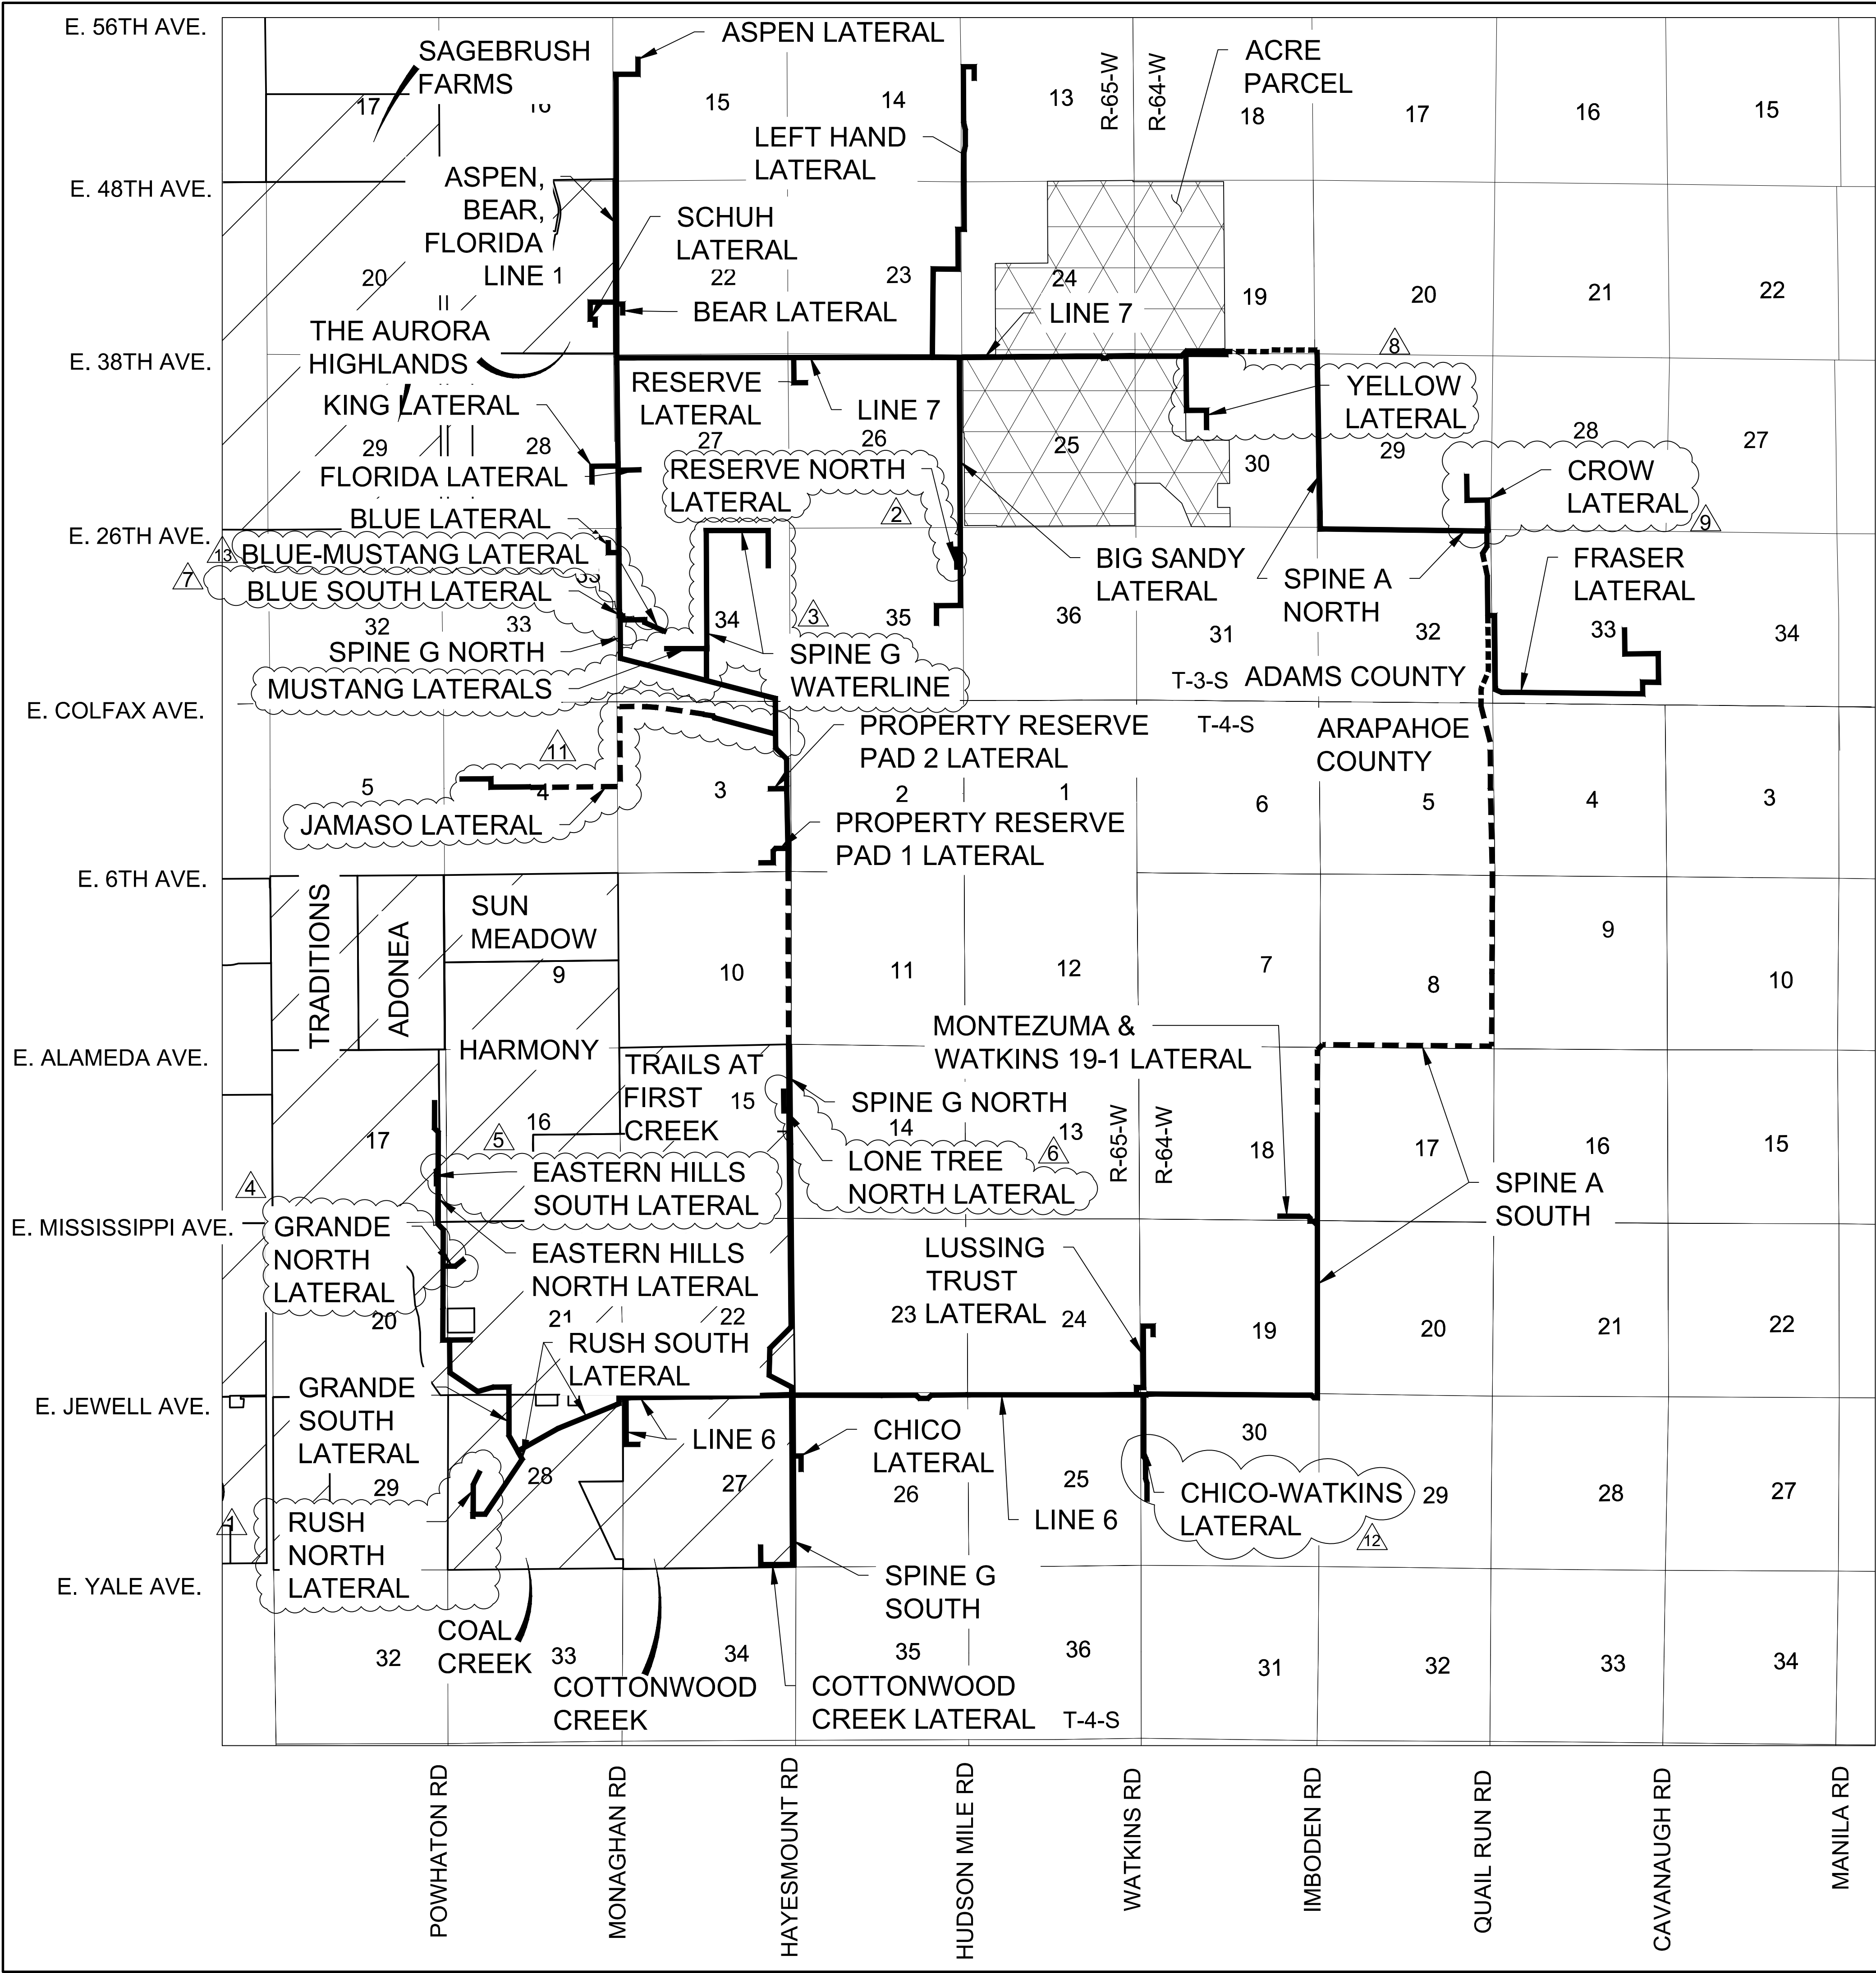 E. 56TH AVE.
ASPEN LATERAL
SAGEBRUSH
FARMS
ACRE
PARCEL
R-65-W
R-64-W
17
16
15
14
13
18
17
16
15
LEFT HAND
LATERAL
E. 48TH AVE.
ASPEN,
BEAR,
FLORIDA
LINE 1
SCHUH
LATERAL
20
22
23
24
19
20
21
22
BEAR LATERAL
LINE 7
THE AURORA
HIGHLANDS
E. 38TH AVE.
8
RESERVE
LATERAL
LINE 7
YELLOW
LATERAL
KING LATERAL
29
28
27
26
25
30
29
28
27
FLORIDA LATERAL
RESERVE NORTH
LATERAL
2
CROW
LATERAL
9
BLUE LATERAL
E. 26TH AVE.
13
BLUE-MUSTANG LATERAL
7
BLUE SOUTH LATERAL
33
BIG SANDY
LATERAL
SPINE A
NORTH
FRASER
LATERAL
32
33
34
3
35
36
31
32
33
34
SPINE G NORTH
SPINE G
WATERLINE
MUSTANG LATERALS
T-3-S
ADAMS COUNTY
E. COLFAX AVE.
T-4-S
ARAPAHOE
COUNTY
PROPERTY RESERVE
PAD 2 LATERAL
11
5
4
3
2
1
6
5
4
3
JAMASO LATERAL
PROPERTY RESERVE
PAD 1 LATERAL
E. 6TH AVE.
TRADITIONS
ADONEA
SUN
MEADOW
9
10
11
12
7
8
9
10
HARMONY
MONTEZUMA &
WATKINS 19-1 LATERAL
E. ALAMEDA AVE.
TRAILS AT
FIRST
CREEK
SPINE G NORTH
R-65-W
R-64-W
17
5
16
15
14
13
18
17
16
15
6
LONE TREE
NORTH LATERAL
EASTERN HILLS
SOUTH LATERAL
4
SPINE A
SOUTH
E. MISSISSIPPI AVE.
GRANDE
NORTH
LATERAL
EASTERN HILLS
NORTH LATERAL
LUSSING
TRUST
LATERAL
20
21
22
23
24
19
20
21
22
RUSH SOUTH
LATERAL
E. JEWELL AVE.
GRANDE
SOUTH
LATERAL
LINE 6
CHICO
LATERAL
30
29
28
27
26
25
29
28
27
CHICO-WATKINS
LATERAL
12
LINE 6
1
RUSH
NORTH
LATERAL
E. YALE AVE.
SPINE G
SOUTH
COAL
CREEK
32
33
34
35
36
31
32
33
34
COTTONWOOD
CREEK
COTTONWOOD
CREEK LATERAL
T-4-S
POWHATON RD
MONAGHAN RD
HAYESMOUNT RD
HUDSON MILE RD
WATKINS RD
IMBODEN RD
QUAIL RUN RD
CAVANAUGH RD
MANILA RD